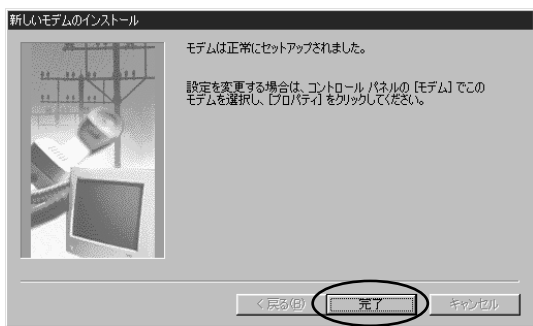 新しいモデムのインストール
モデムは正常にセットアップされました。
設定を変更する場合は、コントロール パネルの [モデム] でこの
モデムを選択し、[プロパティ] をクリックしてください。
< 戻る(B)
完了
キャンセル